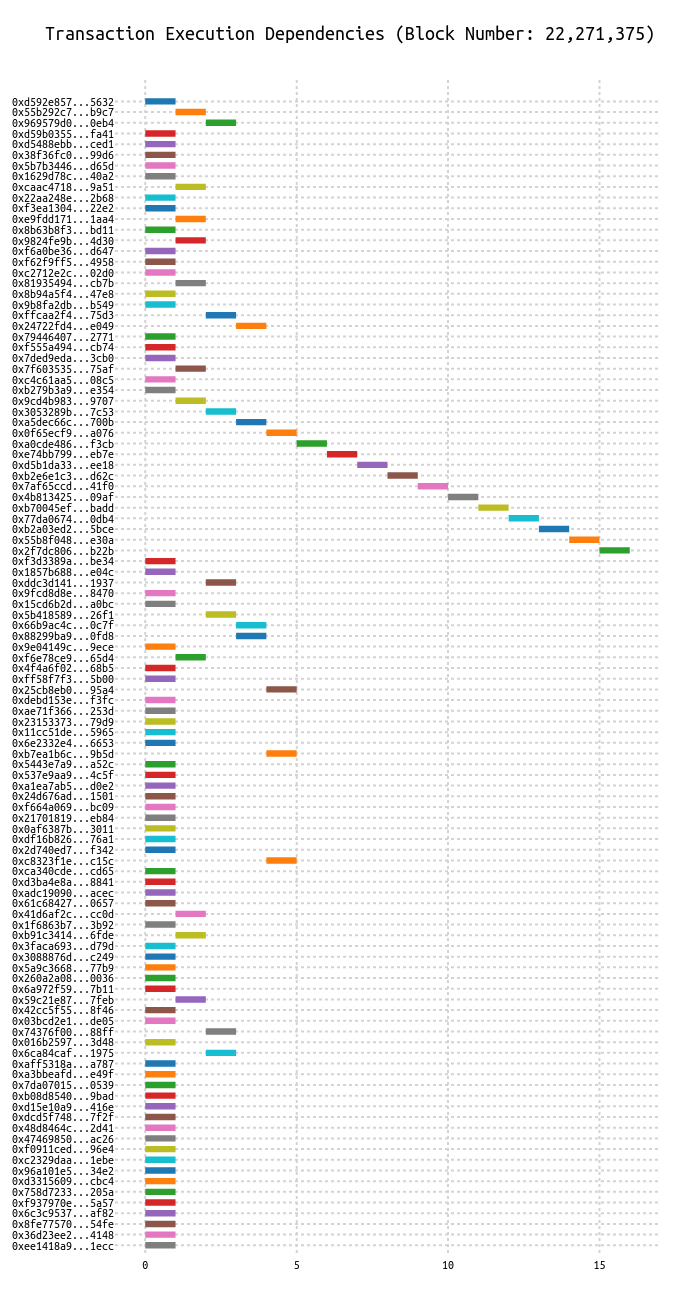 Transaction Execution Dependencies (Block Number: 22,271,375)
0xd592e857...5632
0x55b292c7...b9c7
0x969579d0...0eb4
0xd59b0355...fa41
0xd5488ebb...ced1
0x38f36fc0...99d6
0x5b7b3446...d65d
0x1629d78c...40a2
0xcaac4718...9a51
0x22aa248e...2b68
0xf3ea1304...22e2
0xe9fdd171...1aa4
0x8b63b8f3...bd11
0x9824fe9b...4d30
0xf6a0be36...d647
0xf62f9ff5...4958
0xc2712e2c...02d0
0x81935494...cb7b
0x8b94a5f4...47e8
0x9b8fa2db...b549
0xffcaa2f4...75d3
0x24722fd4...e049
0x79446407...2771
0xf555a494...cb74
0x7ded9eda...3cb0
0x7f603535...75af
0xc4c61aa5...08c5
0xb279b3a9...e354
0x9cd4b983...9707
0x3053289b...7c53
0xa5dec66c...700b
0x0f65ecf9...a076
0xa0cde486...f3cb
0xe74bb799...eb7e
0xd5b1da33...ee18
0xb2e6e1c3...d62c
0x7af65ccd...41f0
0x4b813425...09af
0xb70045ef...badd
0x77da0674...0db4
0xb2a03ed2...5bce
0x55b8f048...e30a
0x2f7dc806...b22b
0xf3d3389a...be34
0x1857b688...e04c
0xddc3d141...1937
0x9fcd8d8e...8470
0x15cd6b2d...a0bc
0x5b418589...26f1
0x66b9ac4c...0c7f
0x88299ba9...0fd8
0x9e04149c...9ece
0xf6e78ce9...65d4
0x4f4a6f02...68b5
0xff58f7f3...5b00
0x25cb8eb0...95a4
0xdebd153e...f3fc
0xae71f366...253d
0x23153373...79d9
0x11cc51de...5965
0x6e2332e4...6653
0xb7ea1b6c...9b5d
0x5443e7a9...a52c
0x537e9aa9...4c5f
0xa1ea7ab5...d0e2
0x24d676ad...1501
0xf664a069...bc09
0x21701819...eb84
0x0af6387b...3011
0xdf16b826...76a1
0x2d740ed7...f342
0xc8323f1e...c15c
0xca340cde...cd65
0xd3ba4e8a...8841
0xadc19090...acec
0x61c68427...0657
0x41d6af2c...cc0d
0x1f6863b7...3b92
0xb91c3414...6fde
0x3faca693...d79d
0x3088876d...c249
0x5a9c3668...77b9
0x260a2a08...0036
0x6a972f59...7b11
0x59c21e87...7feb
0x42cc5f55...8f46
0x03bcd2e1...de05
0x74376f00...88ff
0x016b2597...3d48
0x6ca84caf...1975
0xaff5318a...a787
0xa3bbeafd...e49f
0x7da07015...0539
0xb08d8540...9bad
0xd15e10a9...416e
0xdcd5f748...7f2f
0x48d8464c...2d41
0x47469850...ac26
0xf0911ced...96e4
0xc2329daa...1ebe
0x96a101e5...34e2
0xd3315609...cbc4
0x758d7233...205a
0xf937970e...5a57
0x6c3c9537...af82
0x8fe77570...54fe
0x36d23ee2...4148
0xee1418a9...1ecc
0 5 10 15